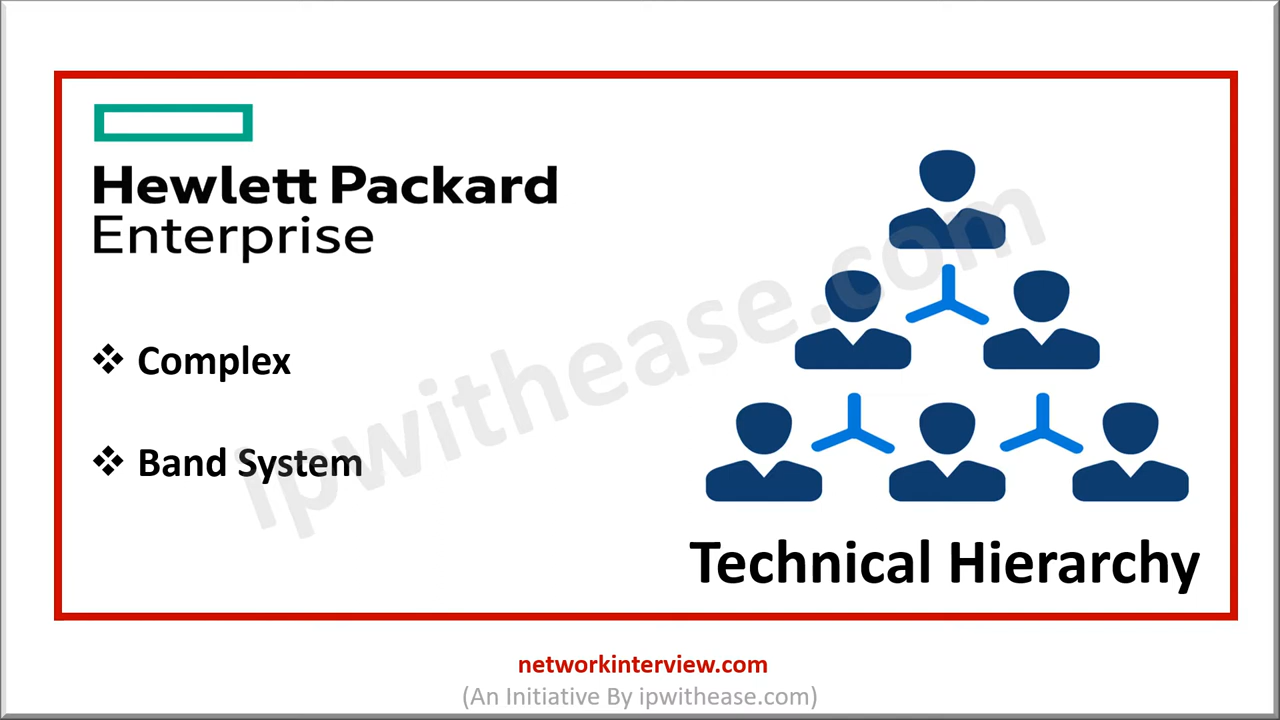 Hewlett Packard
Enterprise
Complex
Band System
ipwithease.com
Technical Hierarchy
networkinterview.com
(An Initiative By ipwithease.com)